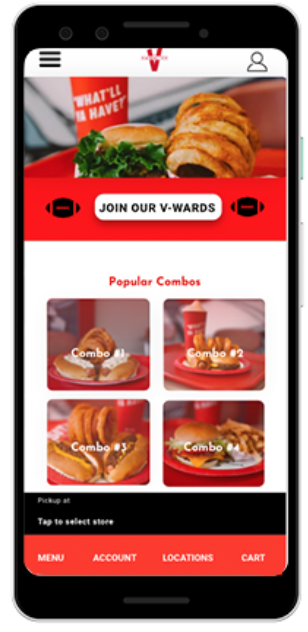 WHAT'LL
YA HAVE?
JOIN OUR V-WARDS
Popular Combos
Combo #1
Combo #2
Combo #3
Combo #4
Pickup at
Tap to select store
MENU
ACCOUNT
LOCATIONS
CART